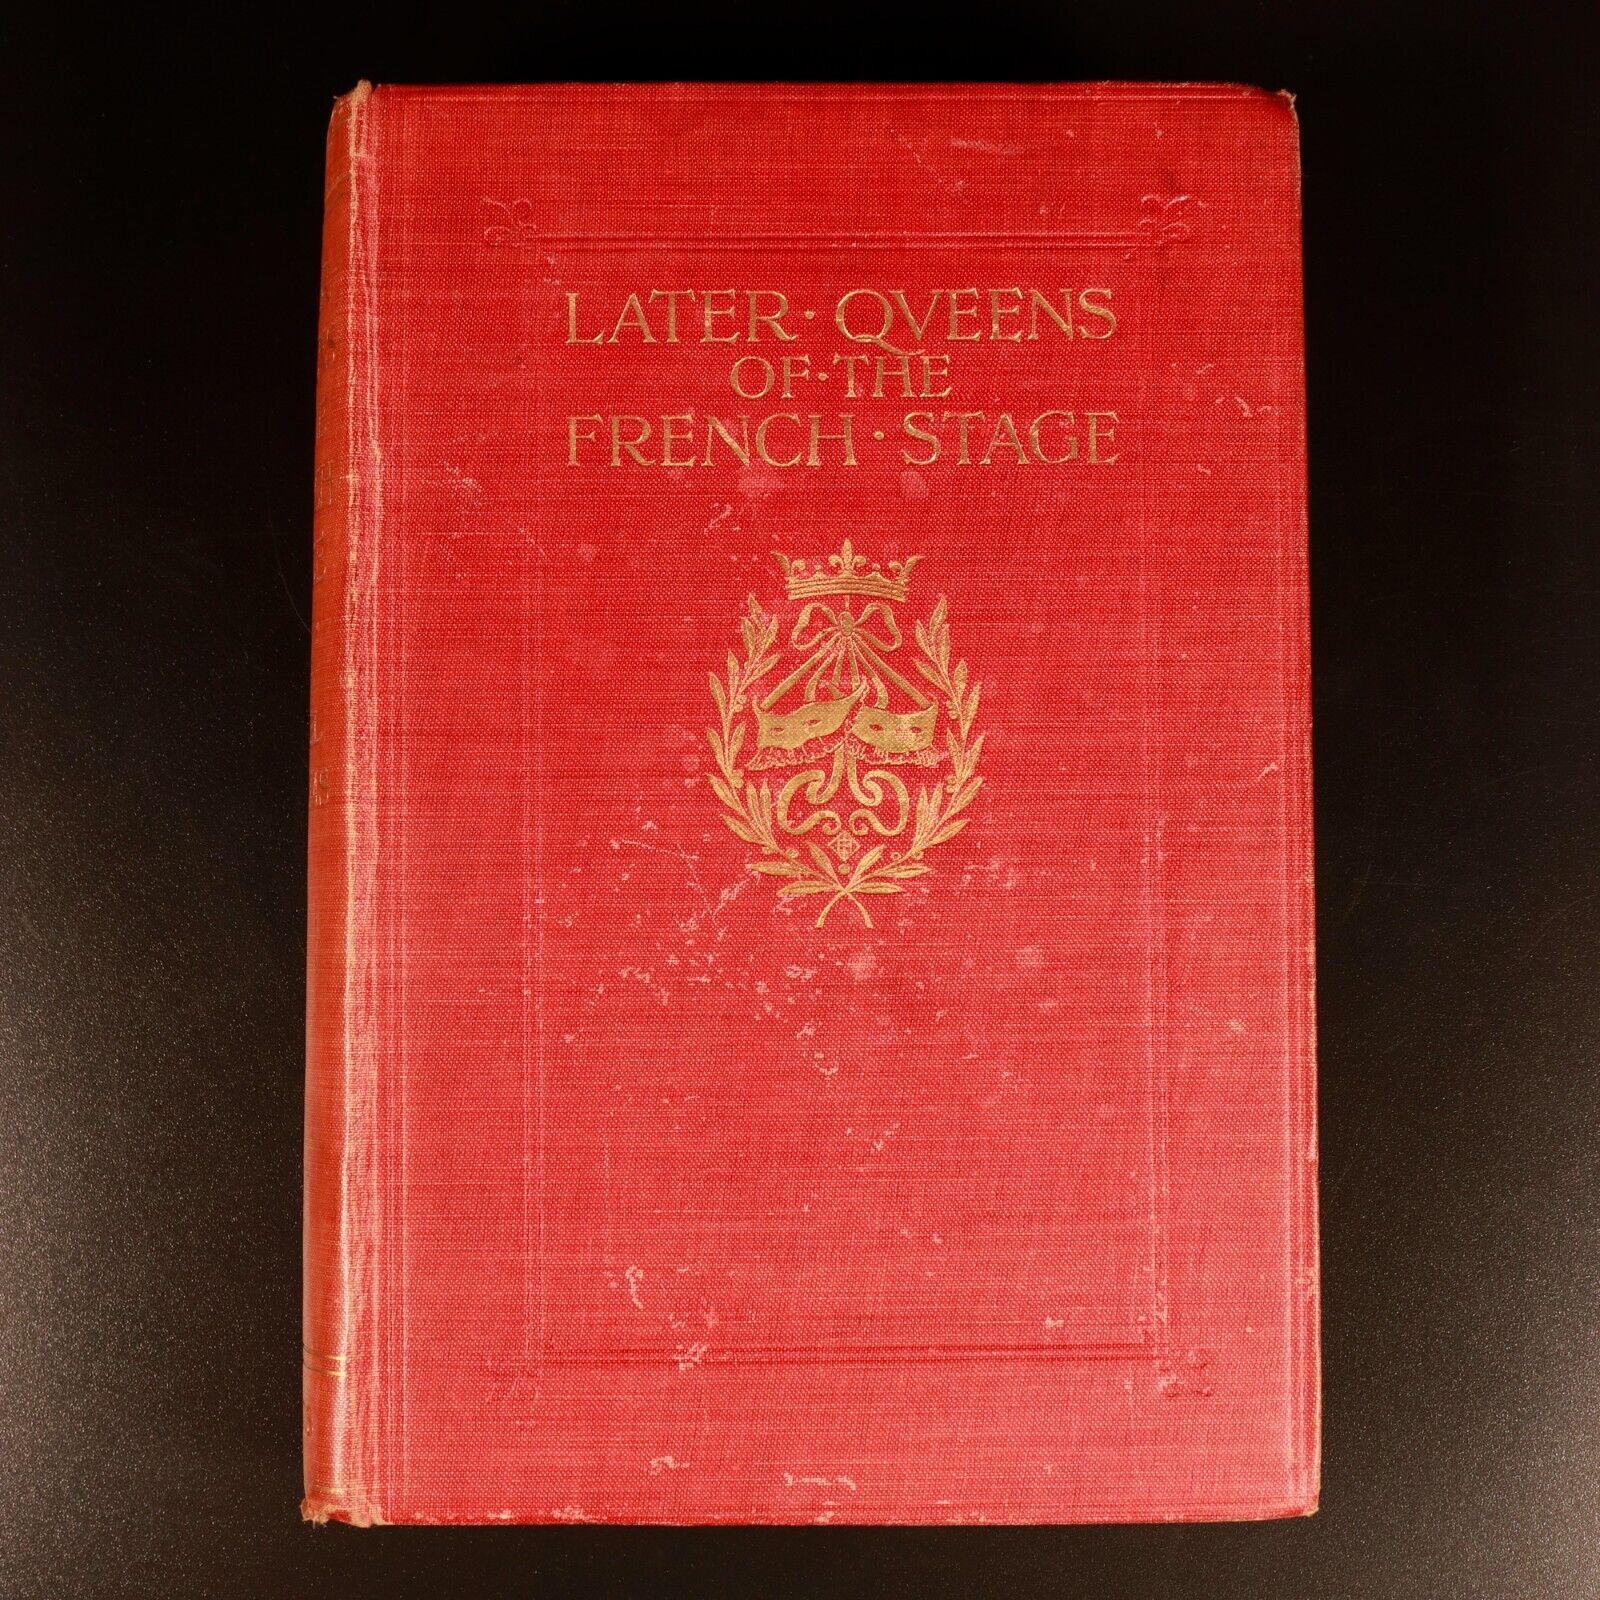 LATER · QVEENS
OF · THE
FRENCH · STAGE